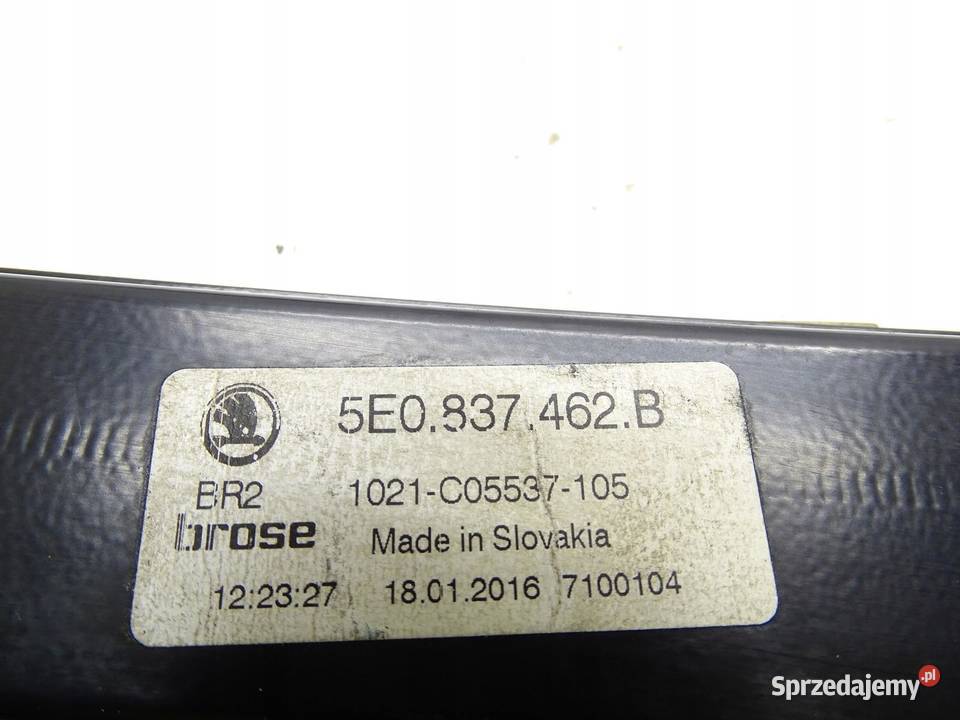 5E0.837.462.B
BR2 1021-C05537-105
brose Made in Slovakia
12:23:27 18.01.2016 7100104
Sprzedajemy.pl